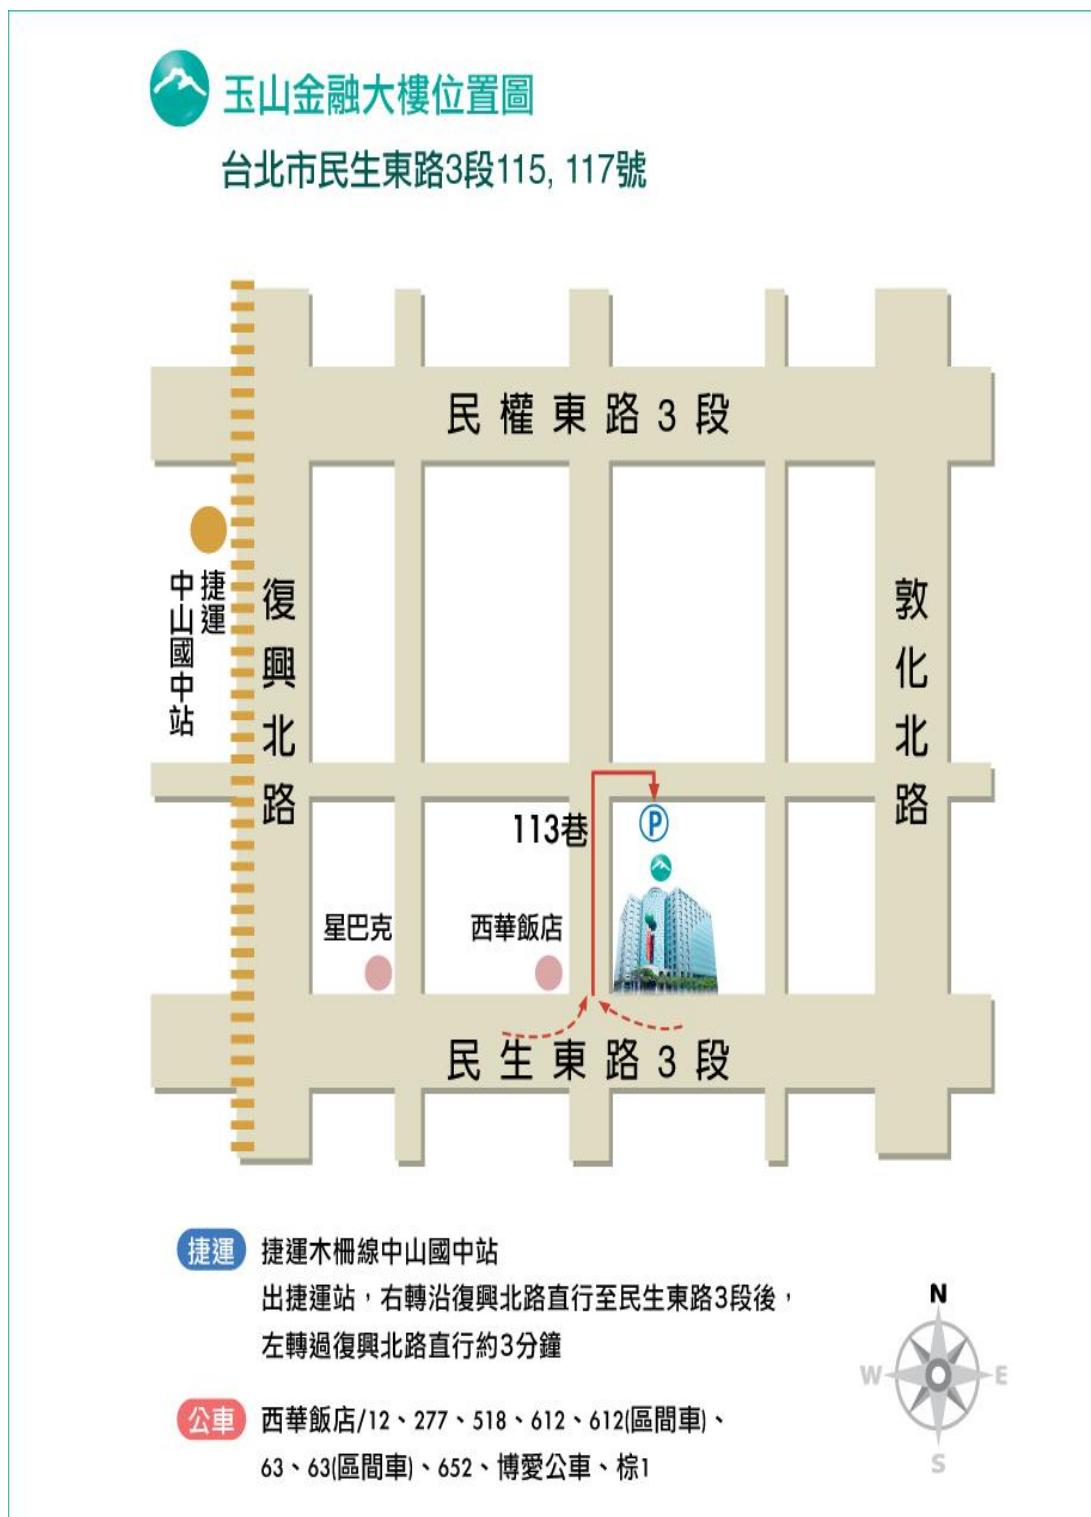 玉山金融大樓位置圖
台北市民生東路3段115, 117號
民權東路3段
捷運
中山國中站
復興北路
敦化北路
113巷
P
星巴克
西華飯店
民生東路3段
捷運 捷運木柵線中山國中站
出捷運站，右轉沿復興北路直行至民生東路3段後，
左轉過復興北路直行約3分鐘
公車 西華飯店/12、277、518、612、612(區間車)、
63、63(區間車)、652、博愛公車、棕1
N
W E
S